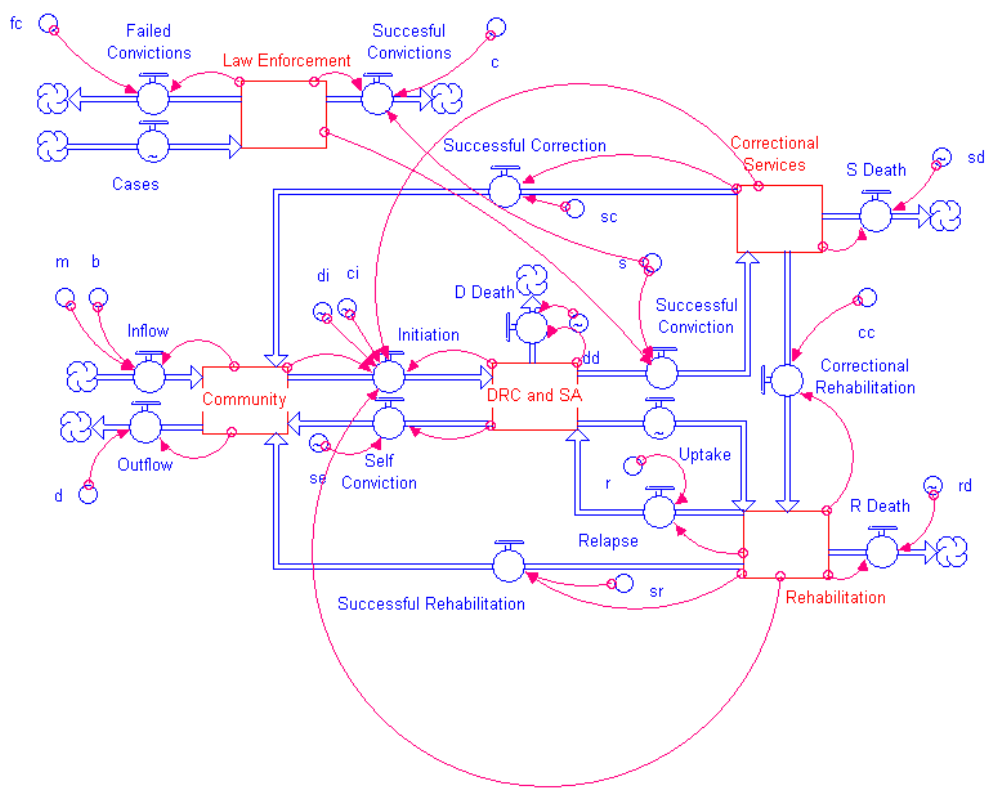 fc
Failed
Convictions
Succesful
Convictions
c
Law Enforcement
Cases
Successful Correction
Correctional
Services
S Death
sd
sc
s
m
b
di
ci
D Death
Successful
Conviction
Inflow
Initiation
dd
cc
Correctional
Rehabilitation
Community
DRC and SA
Outflow
d
se
Self
Conviction
Uptake
r
Relapse
R Death
rd
Successful Rehabilitation
sr
Rehabilitation